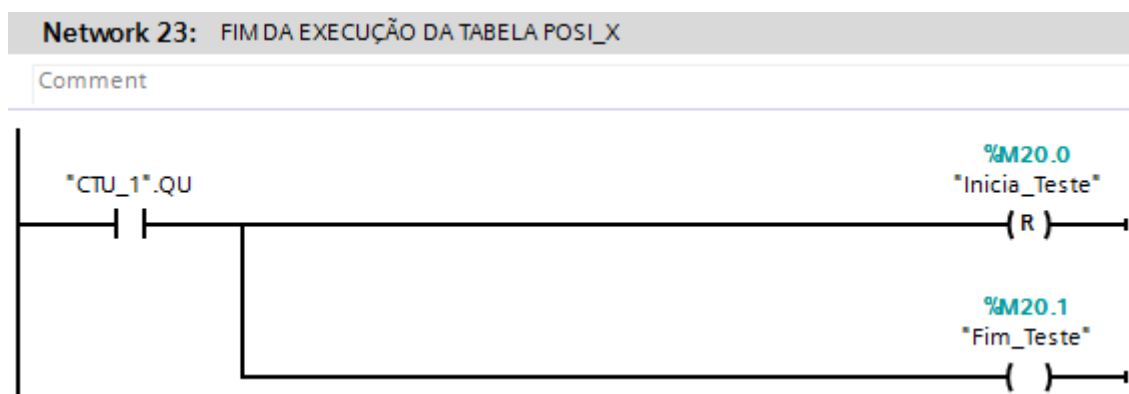 Network 23: FIM DA EXECUÇÃO DA TABELA POSI_X
Comment
%M20.0
"CTU_1".QU
"Inicia_Teste"
R
%M20.1
"Fim_Teste"